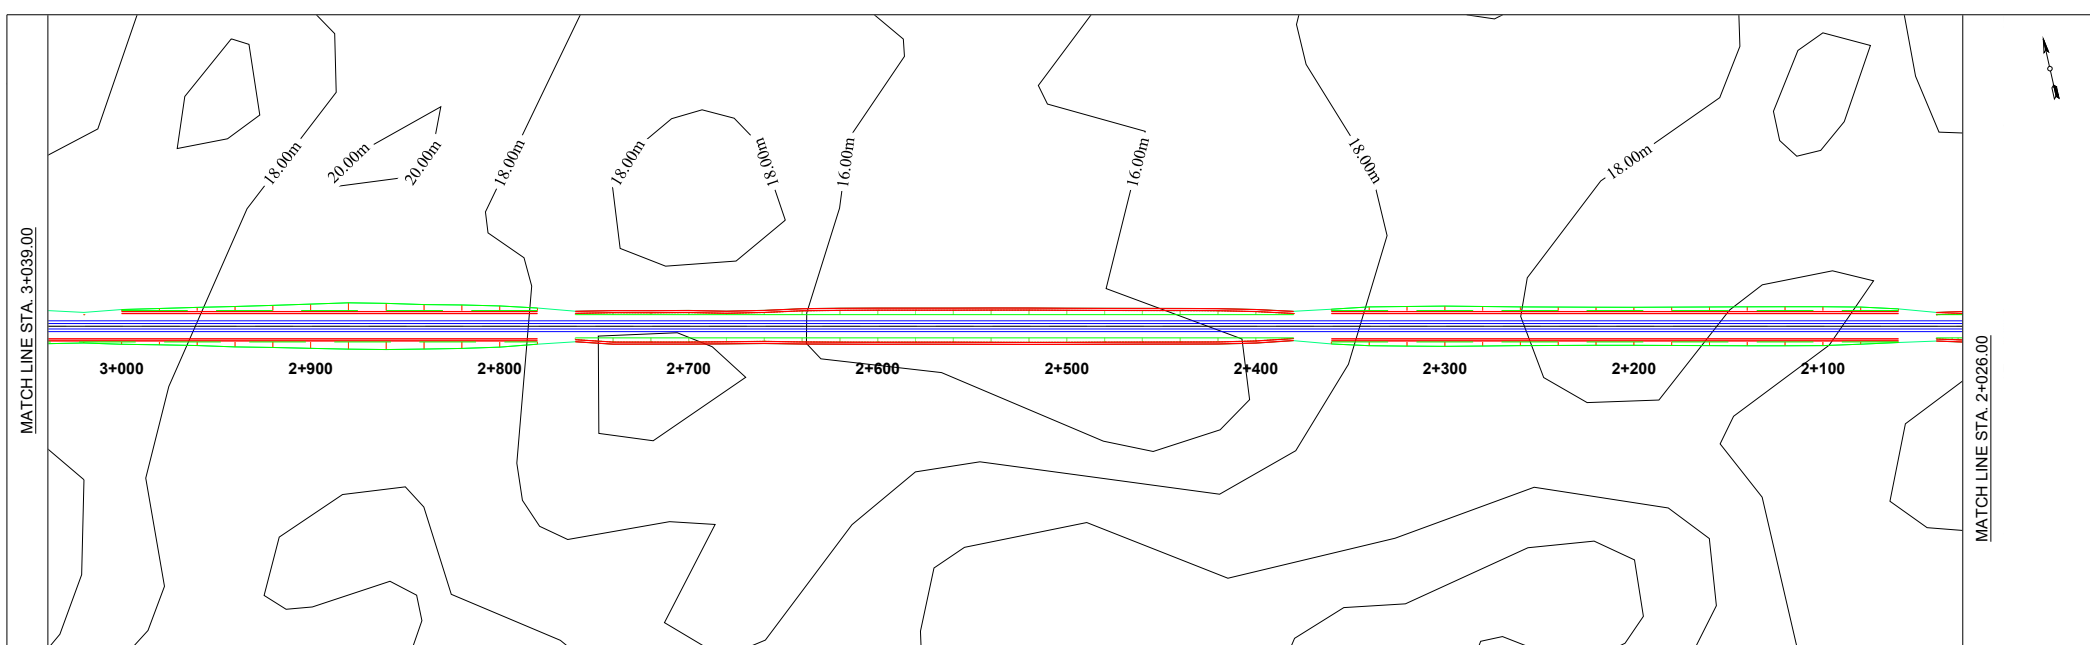 18.00m
20.00m
20.00m
18.00m
18.00m
18.00m
16.00m
16.00m
18.00m
18.00m
MATCH LINE STA. 3+039.00
3+000
2+900
2+800
2+700
2+600
2+500
2+400
2+300
2+200
2+100
MATCH LINE STA. 2+026.00